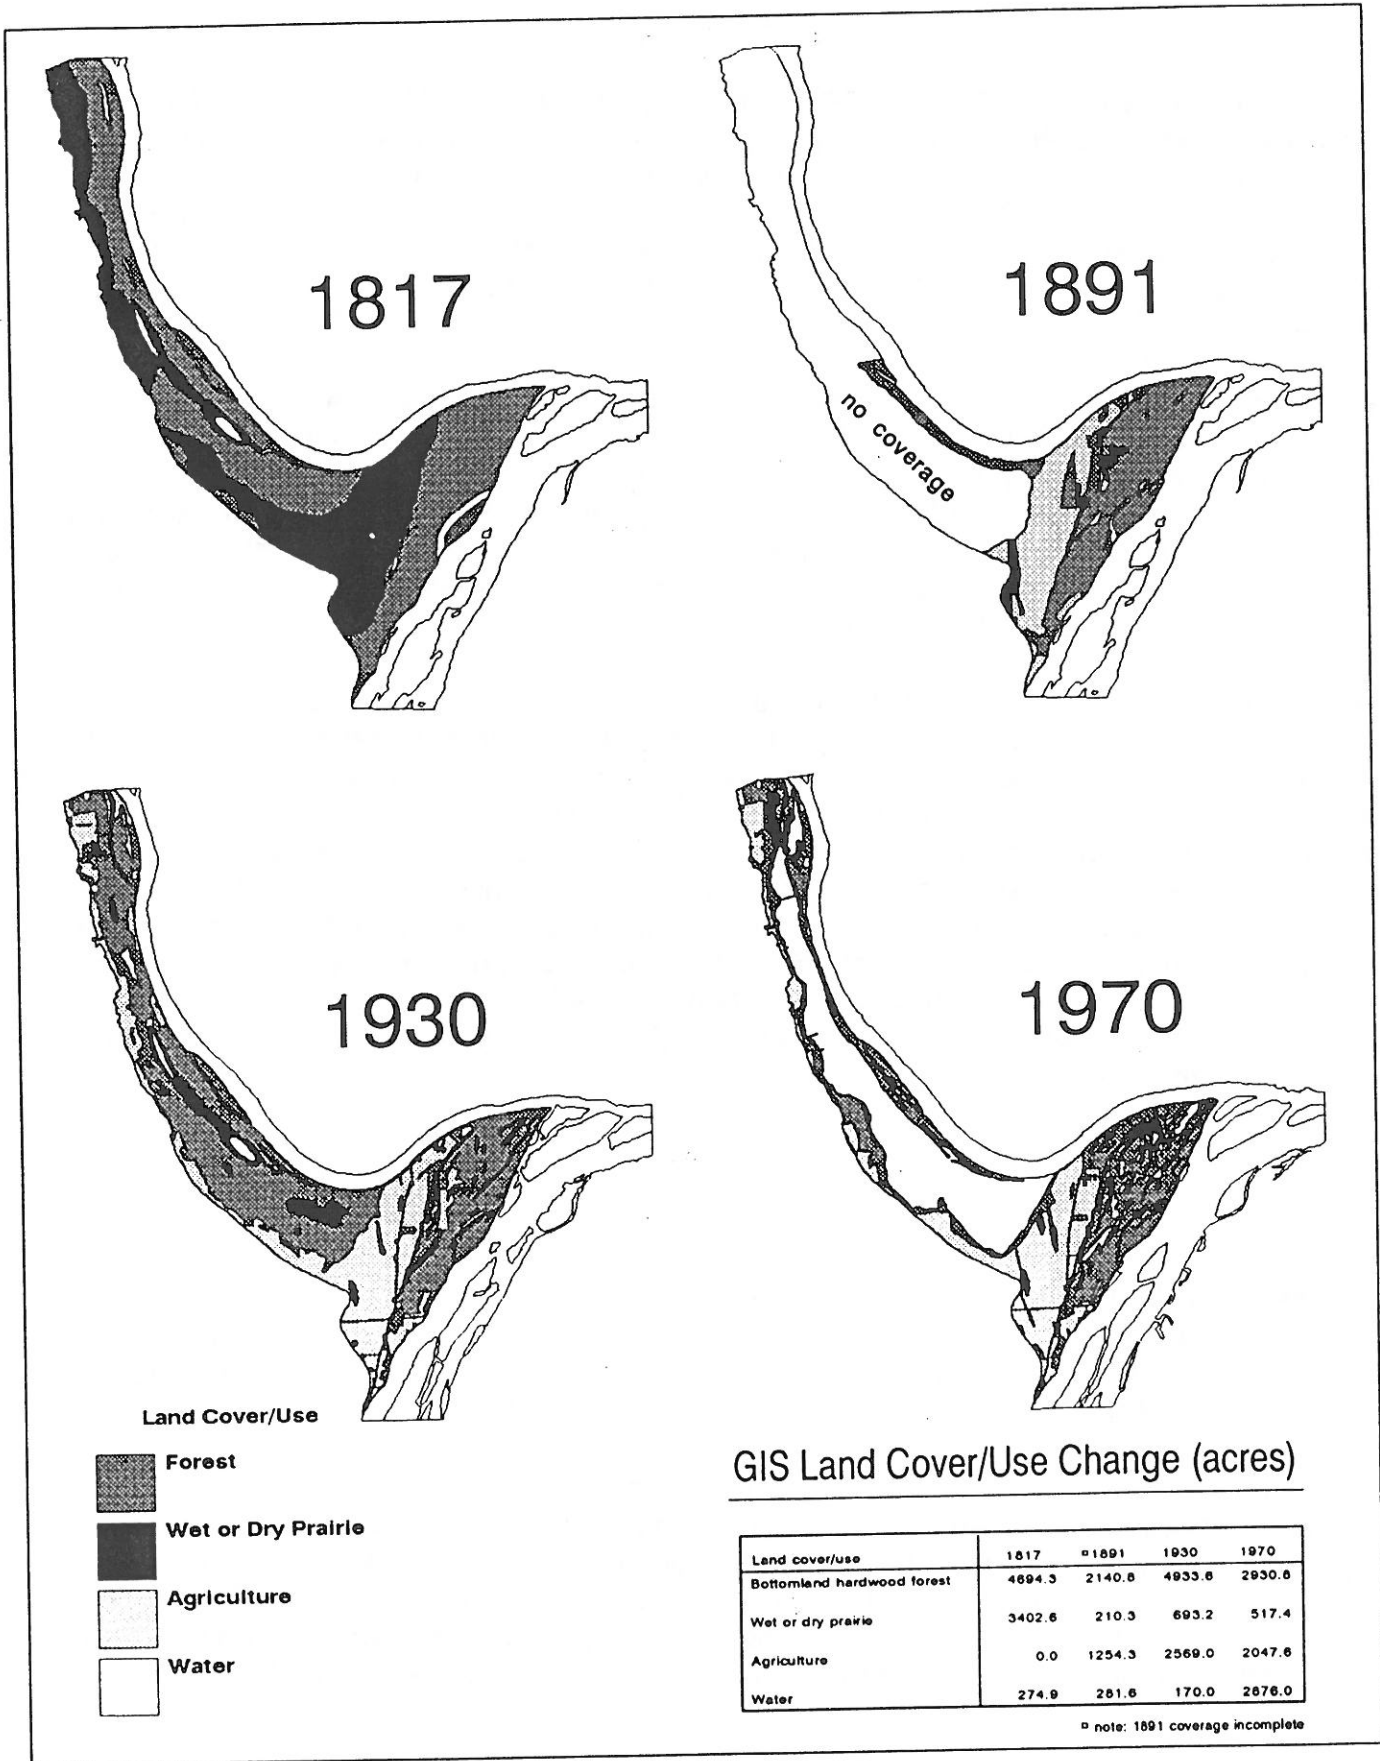 1817
1891
no coverage
1930
1970
Land Cover/Use
Forest
Wet or Dry Prairie
Agriculture
Water
GIS Land Cover/Use Change (acres)
Land cover/use 1817 ¤1891 1930 1970
Bottomland hardwood forest 4694.3 2140.8 4933.6 2930.8
Wet or dry prairie 3402.6 210.3 693.2 517.4
Agriculture 0.0 1254.3 2569.0 2047.6
Water 274.9 281.6 170.0 2876.0
¤ note: 1891 coverage incomplete